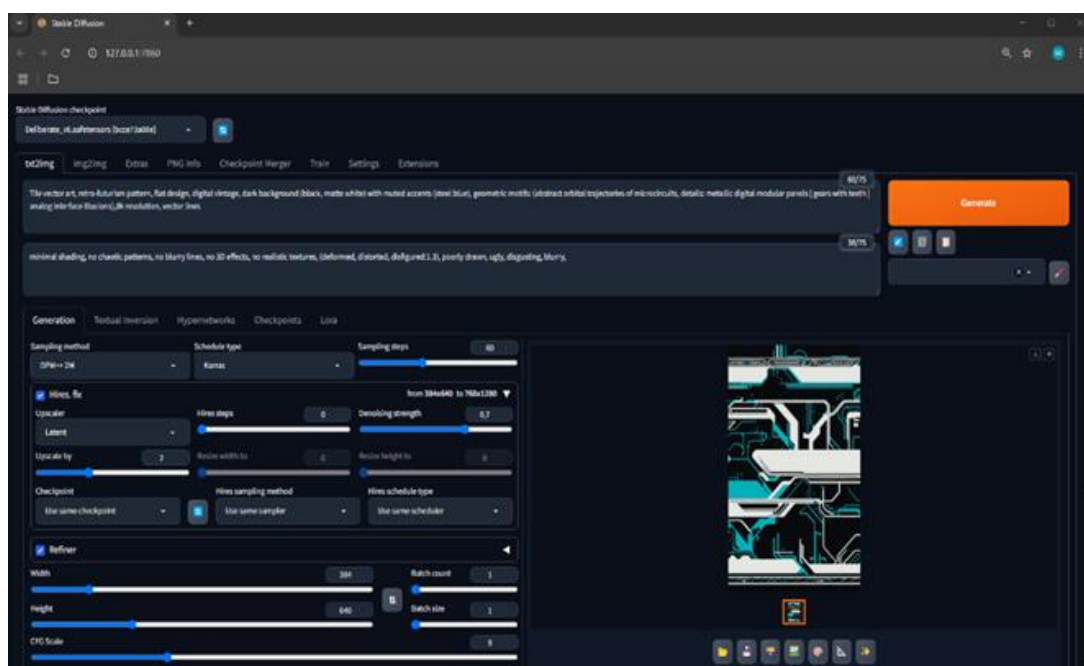 Stable Diffusion
127.0.0.1:7860
Stable Diffusion checkpoint
txt2img img2img Extras PNG Info Checkpoint Merger Train Settings Extensions
60/75
Tile vector art, retro-futurism pattern, flat design, digital vintage, dark background (black, matte white) with muted accents (steel blue), geometric motifs (abstract orbital trajectories of microcircuits, details: metallic digital modular panels | gears with teeth |
analog interface illusions), 8k resolution, vector lines
Generate
38/75
minimal shading, no chaotic patterns, no blurry lines, no 3D effects, no realistic textures, (deformed, distorted, disfigured:1.3), poorly drawn, ugly, disgusting, blurry,
Generation Textual Inversion Hypernetworks Checkpoints Lora
Sampling method Schedule type Sampling steps 40
DPM++ 2M Karras
Hires. fix from 384x640 to 768x1280
Upscaler Hires steps 0 Denoising strength 0,7
Latent
Upscale by 2 Resize width to 0 Resize height to 0
Checkpoint Hires sampling method Hires schedule type
Use same checkpoint Use same sampler Use same scheduler
Refiner
Width 384 Batch count 1
Height 640 Batch size 1
CFG Scale 8